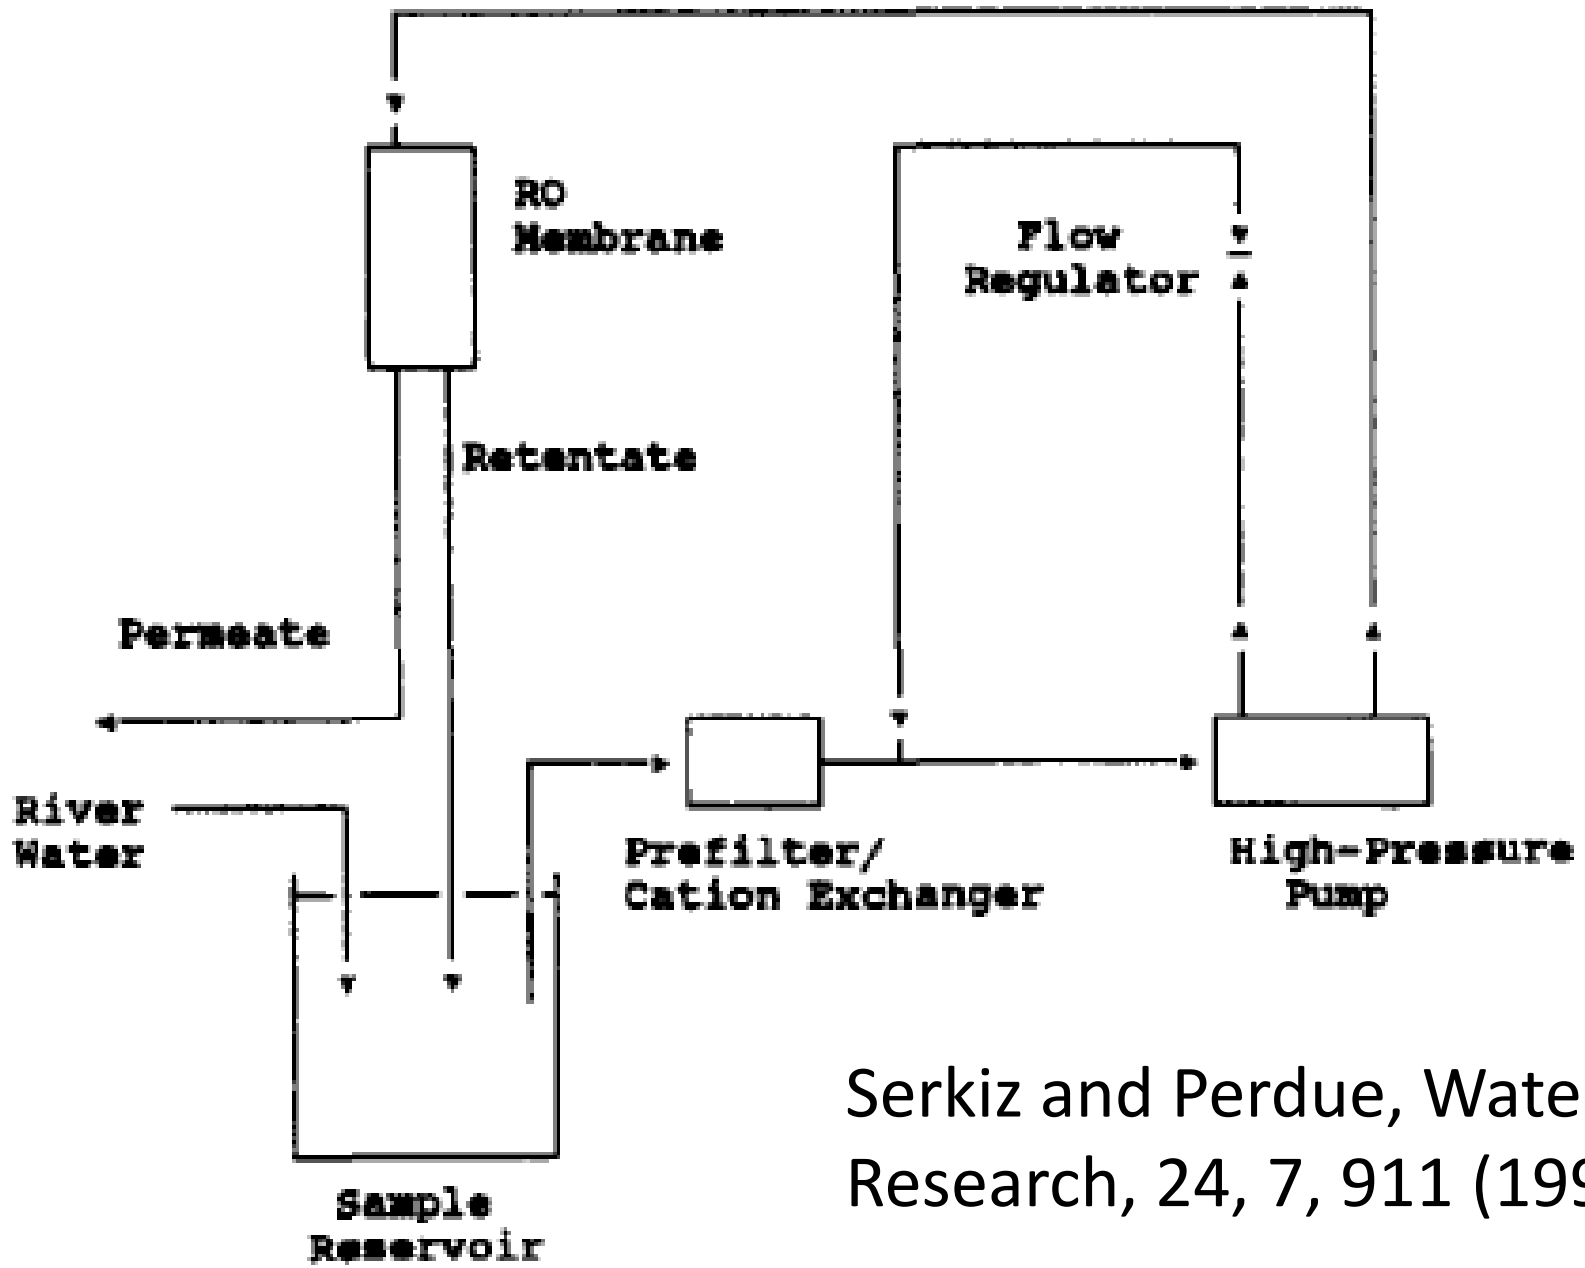 RO
Membrane
Flow
Regulator
Retentate
Permeate
River
Water
Prefilter/
Cation Exchanger
High-Pressure
Pump
Sample
Reservoir
Serkiz and Perdue, Wate
Research, 24, 7, 911 (199